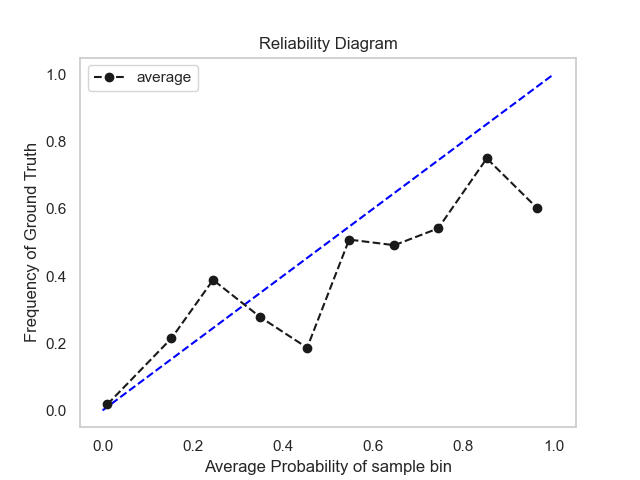 Reliability Diagram
average
Frequency of Ground Truth
1.0
0.8
0.6
0.4
0.2
0.0
0.0 0.2 0.4 0.6 0.8 1.0
Average Probability of sample bin